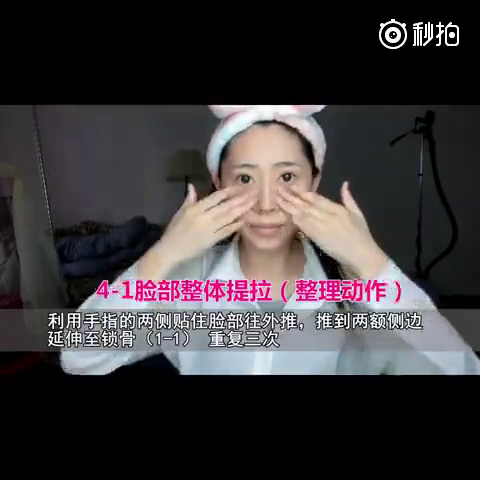 秒拍
4-1脸部整体提拉（整理动作）
利用手指的两侧贴住脸部往外推，推到两额侧边
延伸至锁骨（1-1） 重复三次